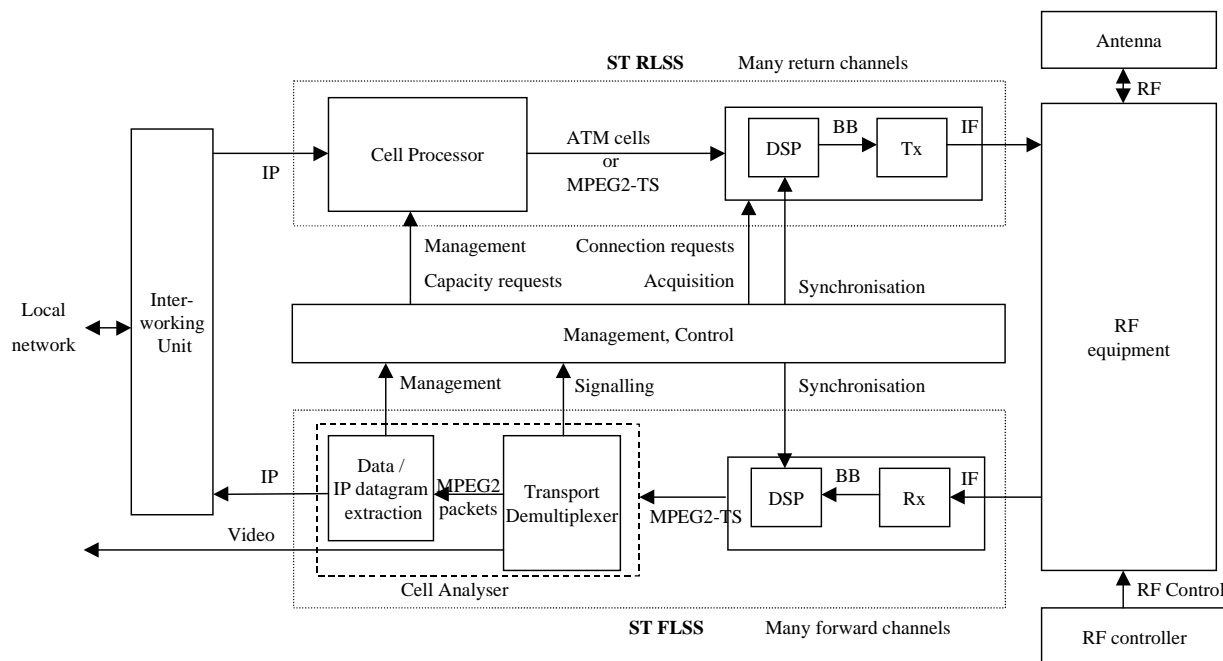 Antenna
RF
ST RLSS Many return channels
Inter-
working
Unit
IP
Cell Processor
ATM cells
or
MPEG2-TS
DSP
BB
Tx
IF
Management
Capacity requests
Connection requests
Acquisition
Synchronisation
Local
network
Management, Control
RF
equipment
Management
Signalling
Synchronisation
IP
Data /
IP datagram
extraction
MPEG2
packets
Transport
Demultiplexer
MPEG2-TS
DSP
BB
Rx
IF
Video
Cell Analyser
RF Control
ST FLSS Many forward channels
RF controller